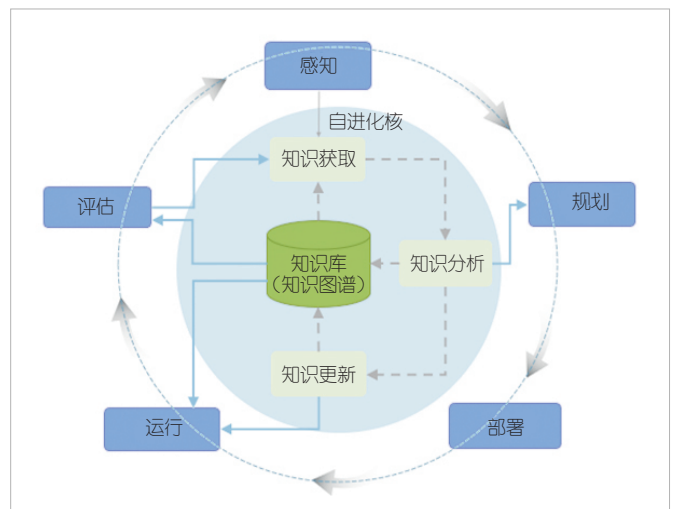 感知
自进化核
知识获取
评估
规划
知识库
(知识图谱)
知识分析
知识更新
运行
部署